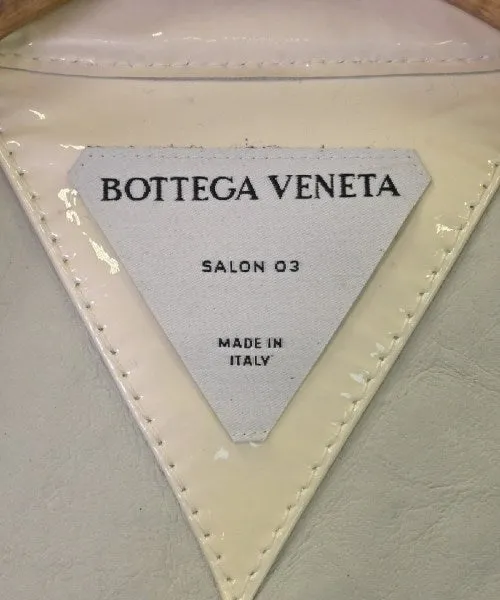 BOTTEGA VENETA
SALON 03
MADE IN
ITALY